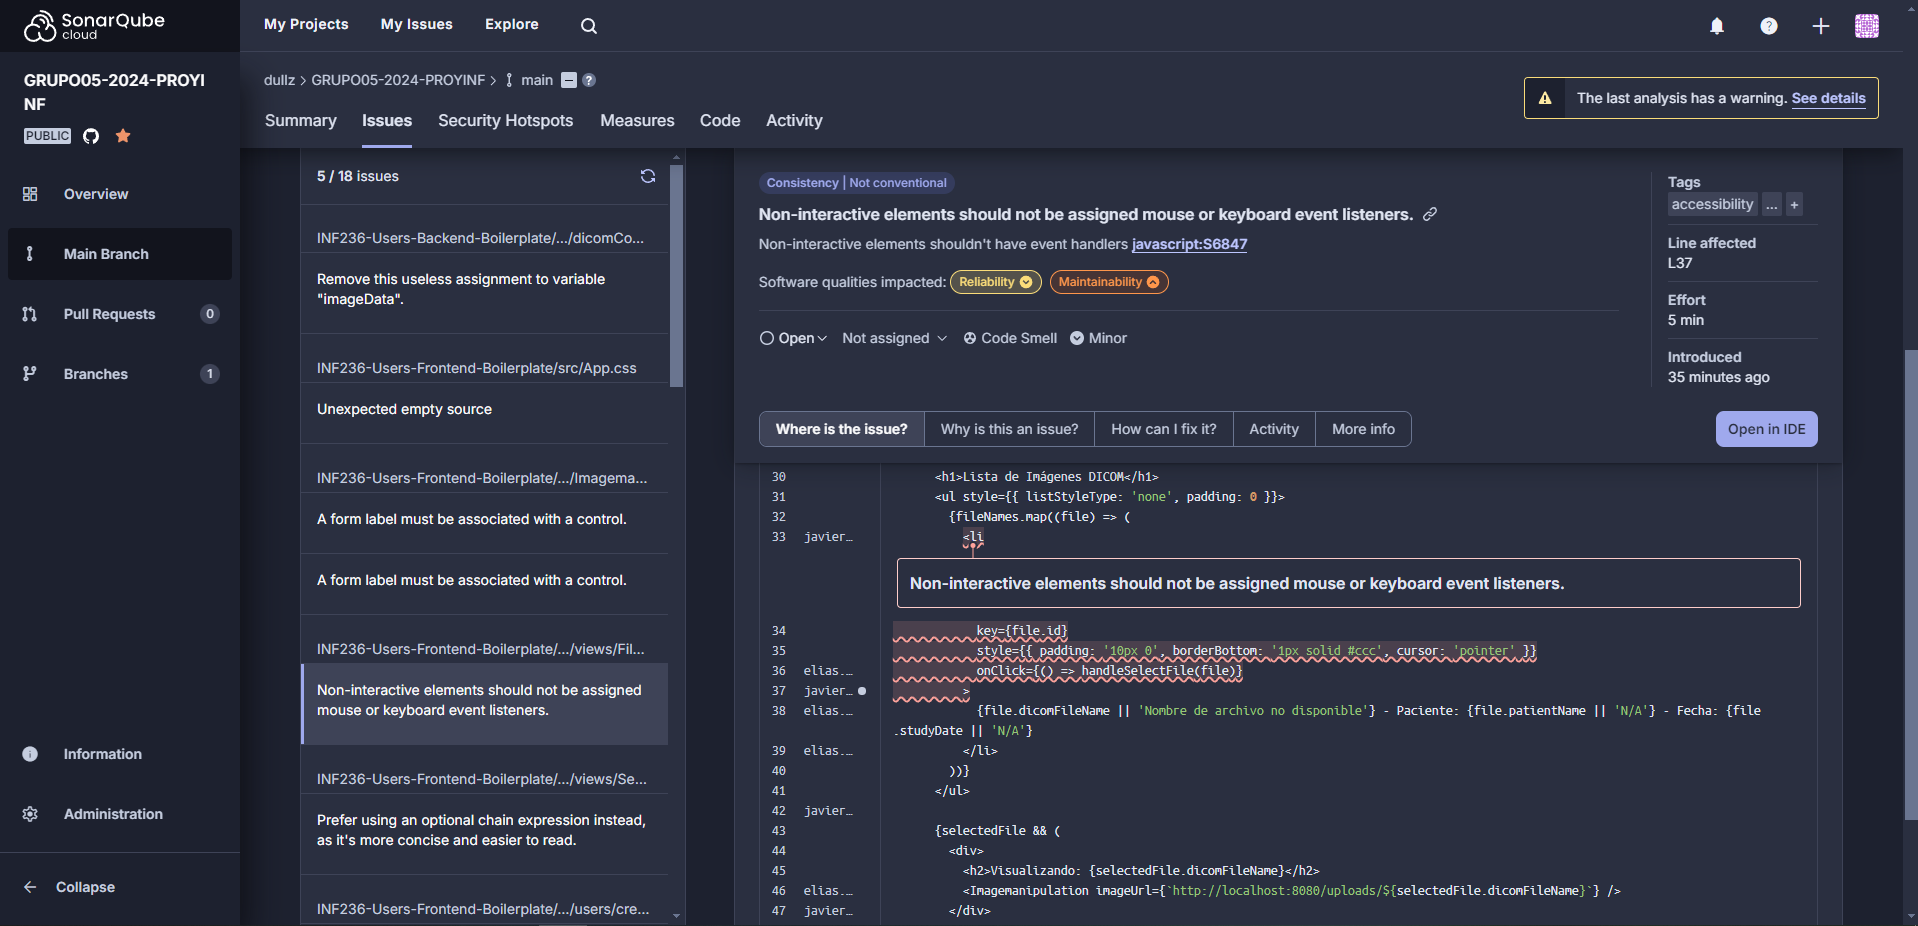 SonarQube
cloud
My Projects
My Issues
Explore
?
GRUPO05-2024-PROYI
NF
PUBLIC
dullz > GRUPO05-2024-PROYINF > main ?
The last analysis has a warning. See details
Summary
Issues
Security Hotspots
Measures
Code
Activity
Overview
Main Branch
Pull Requests
0
Branches
1
Information
Administration
Collapse
5 / 18 issues
INF236-Users-Backend-Boilerplate/.../dicomCo...
Remove this useless assignment to variable
"imageData".
INF236-Users-Frontend-Boilerplate/src/App.css
Unexpected empty source
INF236-Users-Frontend-Boilerplate/.../Imagema...
A form label must be associated with a control.
A form label must be associated with a control.
INF236-Users-Frontend-Boilerplate/.../views/Fil...
Non-interactive elements should not be assigned
mouse or keyboard event listeners.
INF236-Users-Frontend-Boilerplate/.../views/Se...
Prefer using an optional chain expression instead,
as it's more concise and easier to read.
INF236-Users-Frontend-Boilerplate/.../users/cre...
Consistency | Not conventional
Non-interactive elements should not be assigned mouse or keyboard event listeners.
Non-interactive elements shouldn't have event handlers javascript:S6847
Software qualities impacted: Reliability Maintainability
Open Not assigned Code Smell Minor
Tags
accessibility ... +
Line affected
L37
Effort
5 min
Introduced
35 minutes ago
Where is the issue?
Why is this an issue?
How can I fix it?
Activity
More info
Open in IDE
30 <h1>Lista de Imágenes DICOM</h1>
31 <ul style={{ listStyleType: 'none', padding: 0 }}>
32 {fileNames.map((file) => (
33 javier... <li
Non-interactive elements should not be assigned mouse or keyboard event listeners.
34 key={file.id}
35 style={{ padding: '10px 0', borderBottom: '1px solid #ccc', cursor: 'pointer' }}
36 elias.... onClick={() => handleSelectFile(file)}
37 javier... >
38 elias.... {file.dicomFileName || 'Nombre de archivo no disponible'} - Paciente: {file.patientName || 'N/A'} - Fecha: {file
.studyDate || 'N/A'}
39 elias.... </li>
40 ))}
41 </ul>
42 javier...
43 {selectedFile && (
44 <div>
45 <h2>Visualizando: {selectedFile.dicomFileName}</h2>
46 elias.... <Imagemanipulation imageUrl={`http://localhost:8080/uploads/${selectedFile.dicomFileName}`} />
47 javier... </div>